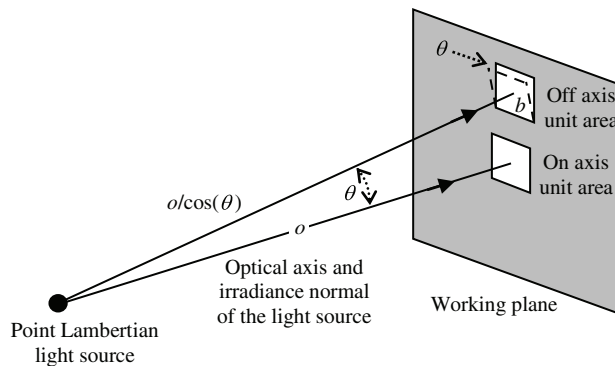 θ
b
Off axis
unit area
On axis
unit area
o/cos(θ)
θ
o
Optical axis and
irradiance normal
of the light source
Working plane
Point Lambertian
light source